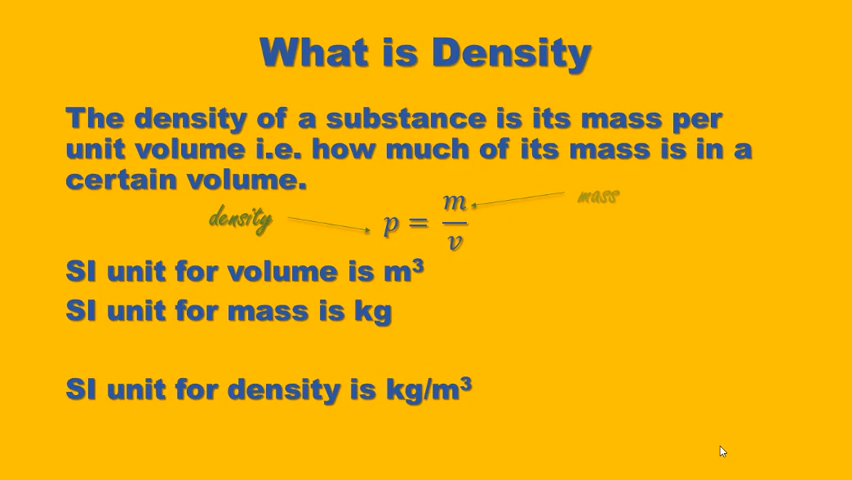 What is Density
The density of a substance is its mass per
unit volume i.e. how much of its mass is in a
certain volume.
mass
density
p = m/v
SI unit for volume is m³
SI unit for mass is kg
SI unit for density is kg/m³